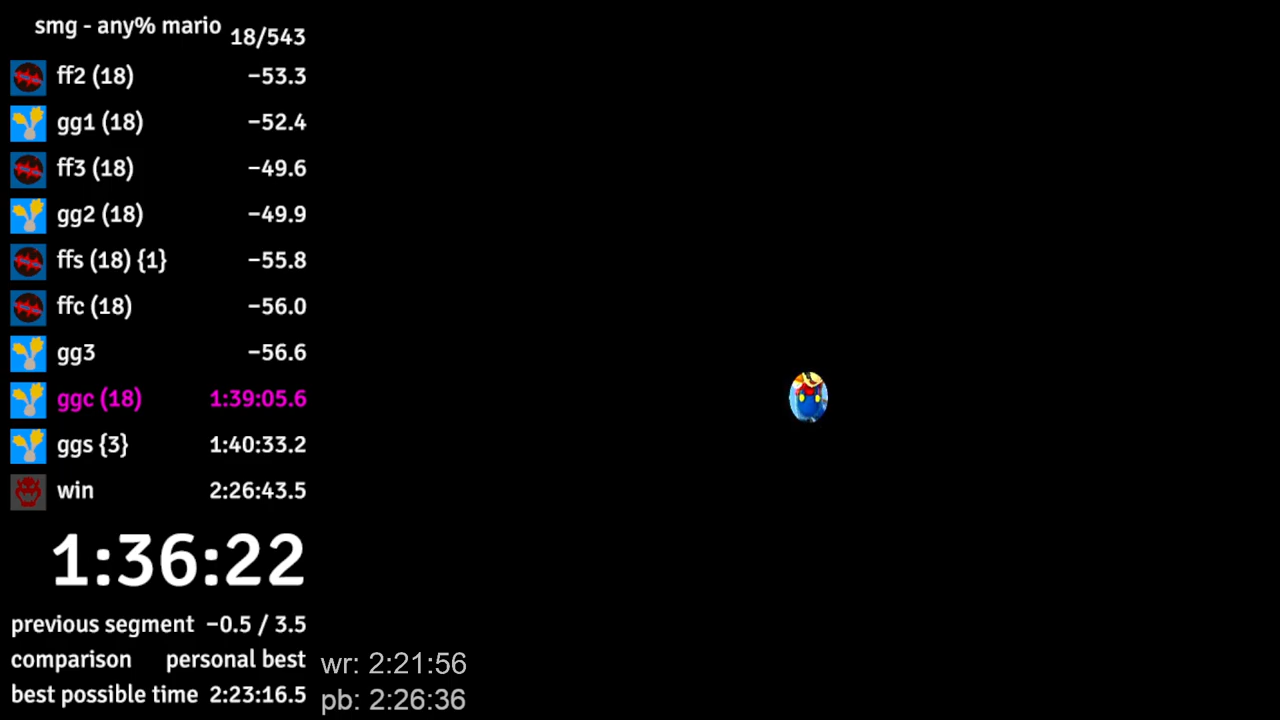 smg - any% mario 18/543
ff2 (18) −53.3
gg1 (18) −52.4
ff3 (18) −49.6
gg2 (18) −49.9
ffs (18) {1} −55.8
ffc (18) −56.0
gg3 −56.6
ggc (18) 1:39:05.6
ggs {3} 1:40:33.2
win 2:26:43.5
1:36:22
previous segment −0.5 / 3.5
comparison personal best
wr: 2:21:56
best possible time 2:23:16.5
pb: 2:26:36